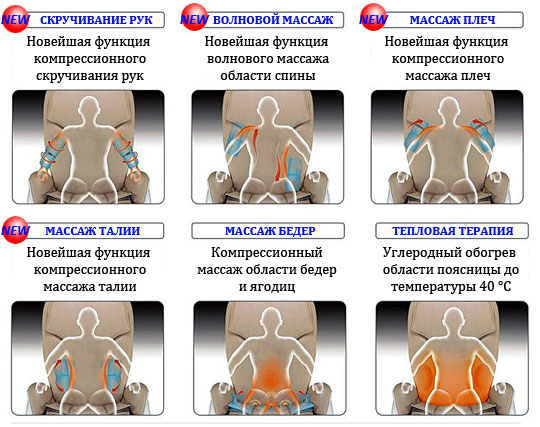 NEW СКРУЧИВАНИЕ РУК
Новейшая функция
компрессионного
скручивания рук
NEW ВОЛНОВОЙ МАССАЖ
Новейшая функция
волнового массажа
области спины
NEW МАССАЖ ПЛЕЧ
Новейшая функция
компрессионного
массажа плеч
NEW МАССАЖ ТАЛИИ
Новейшая функция
компрессионного
массажа талии
МАССАЖ БЕДЕР
Компрессионный
массаж области бедер
и ягодиц
ТЕПЛОВАЯ ТЕРАПИЯ
Углеродный обогрев
области поясницы до
температуры 40 °C